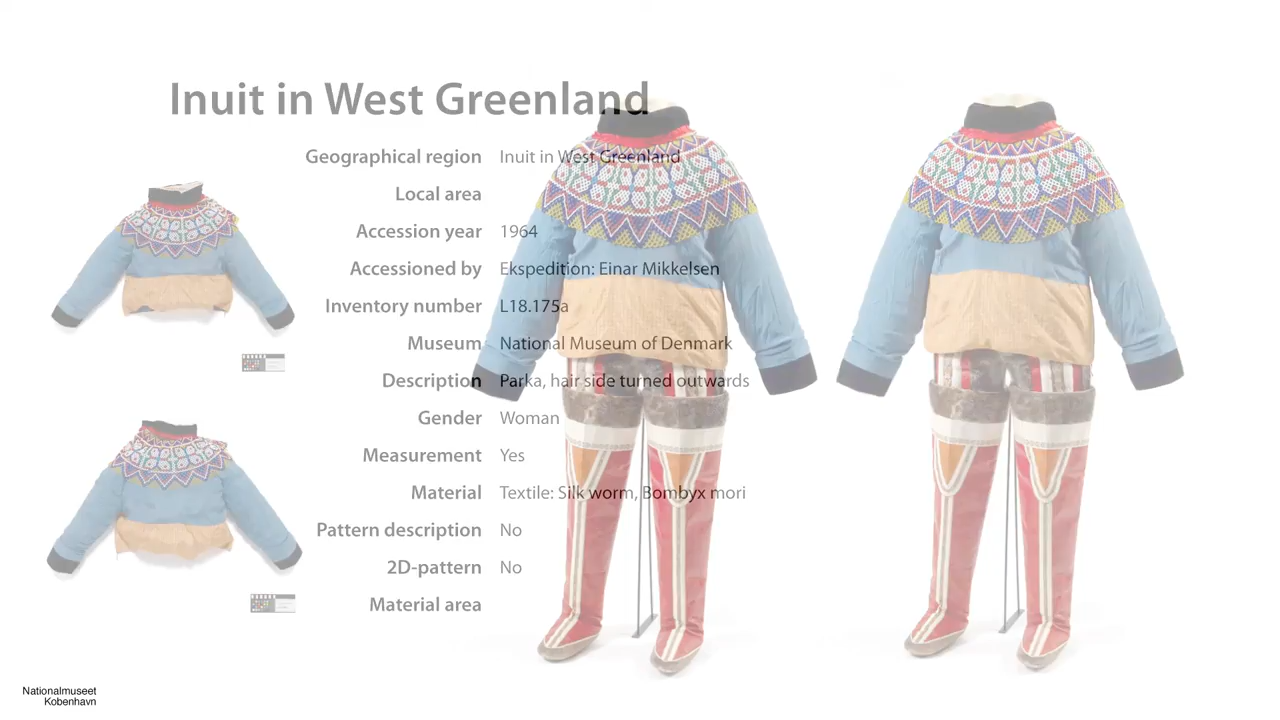 Inuit in West Greenland
Geographical region Inuit in West Greenland
Local area
Accession year 1964
Accessioned by Ekspedition: Einar Mikkelsen
Inventory number L18.175a
Museum National Museum of Denmark
Description Parka, hair side turned outwards
Gender Woman
Measurement Yes
Material Textile: Silk worm, Bombyx mori
Pattern description No
2D-pattern No
Material area
Nationalmuseet
Kobenhavn